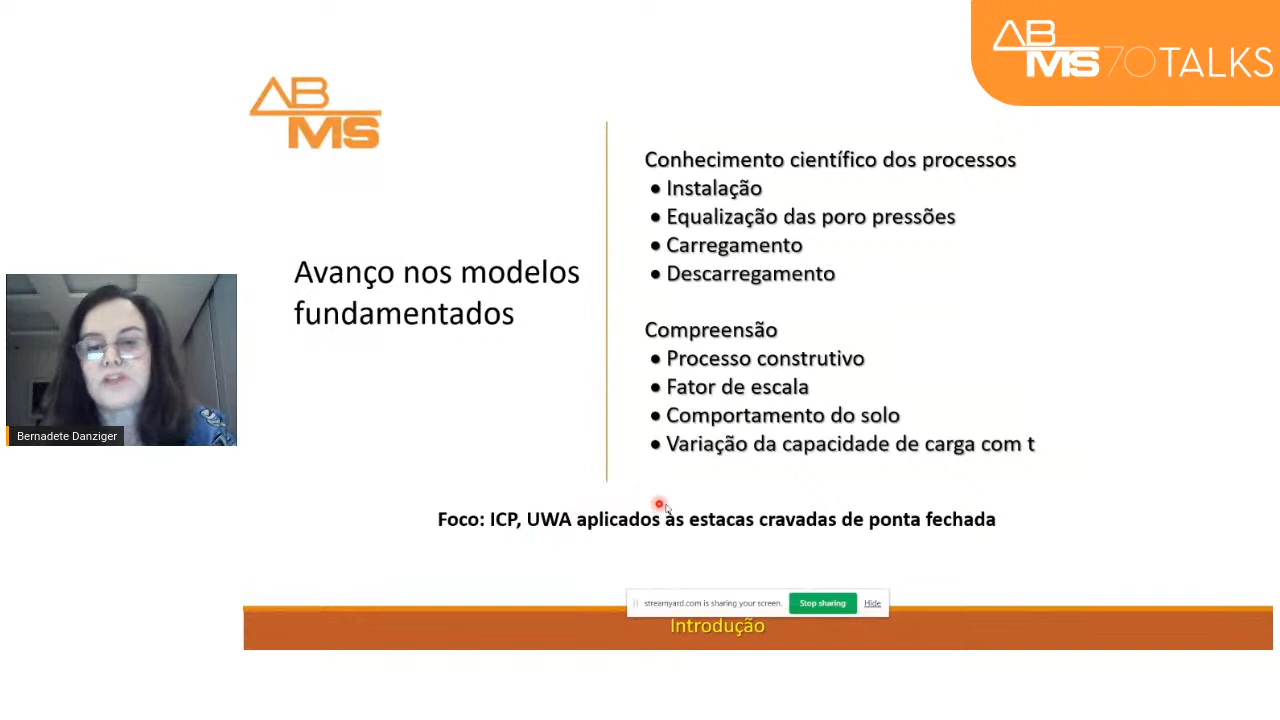 ABMS 70TALKS
ABMS
Conhecimento científico dos processos
• Instalação
• Equalização das poro pressões
• Carregamento
• Descarregamento
Avanço nos modelos
fundamentados
Compreensão
• Processo construtivo
• Fator de escala
• Comportamento do solo
• Variação da capacidade de carga com t
Bernadete Danziger
Foco: ICP, UWA aplicados às estacas cravadas de ponta fechada
streamyard.com is sharing your screen. Stop sharing Hide
Introdução